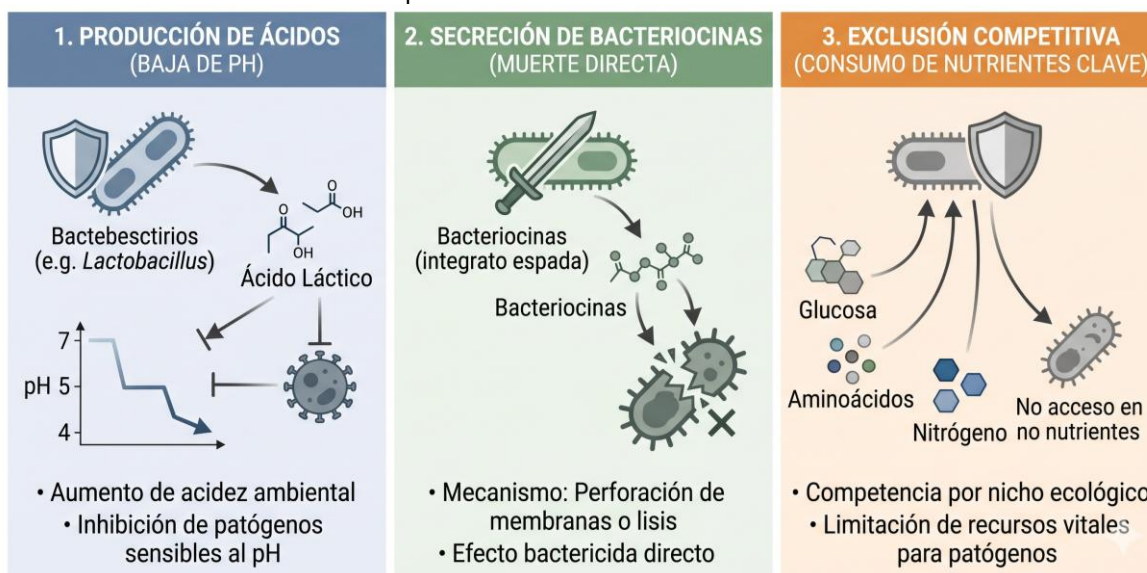 1. PRODUCCIÓN DE ÁCIDOS
(BAJA DE PH)
Bactebesctirios
(e.g. Lactobacillus)
O
OH
O
OH
Ácido Láctico
7
pH 5
4
• Aumento de acidez ambiental
• Inhibición de patógenos
sensibles al pH
2. SECRECIÓN DE BACTERIOCINAS
(MUERTE DIRECTA)
Bacteriocinas
(integrato espada)
Bacteriocinas
• Mecanismo: Perforación de
membranas o lisis
• Efecto bactericida directo
3. EXCLUSIÓN COMPETITIVA
(CONSUMO DE NUTRIENTES CLAVE)
Glucosa
Aminoácidos
Nitrógeno
No acceso en
no nutrientes
• Competencia por nicho ecológico
• Limitación de recursos vitales
para patógenos